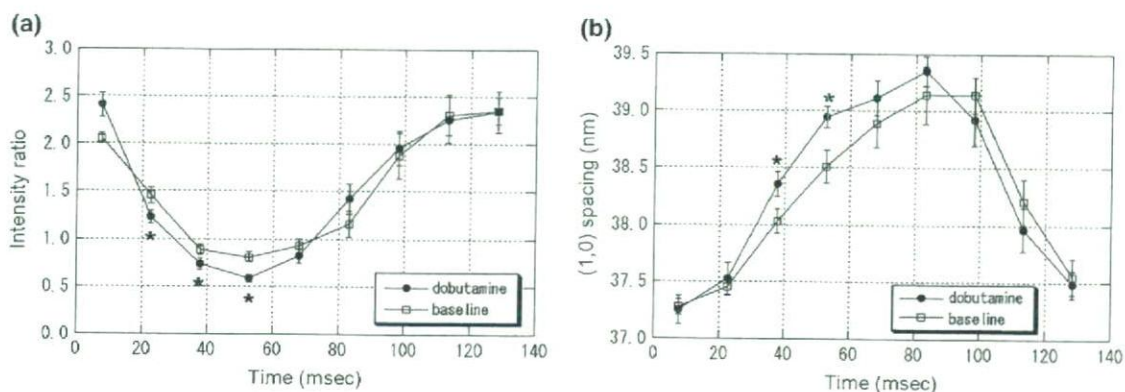 (a)
3.0
2.5
2.0
1.5
1.0
0.5
0.0
Intensity ratio
*
*
*
dobutamine
baseline
0 20 40 60 80 100 120 140
Time (msec)
(b)
39.5
39.0
38.5
38.0
37.5
37.0
(1,0) spacing (nm)
*
*
dobutamine
baseline
0 20 40 60 80 100 120 140
Time (msec)